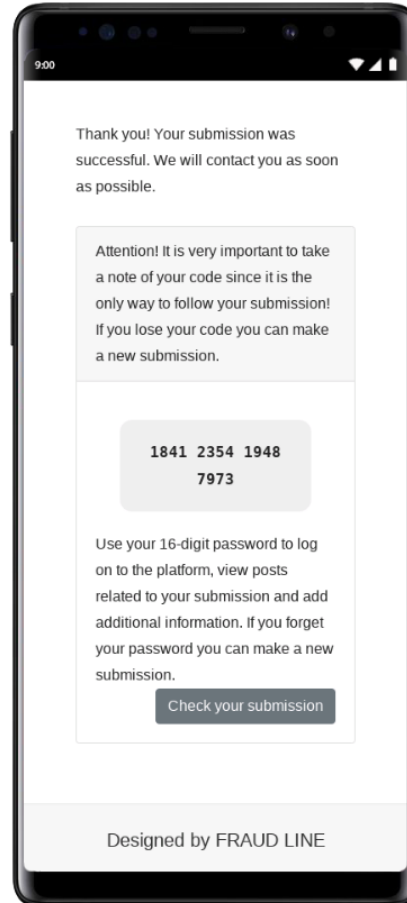 9:00
Thank you! Your submission was
successful. We will contact you as soon
as possible.
Attention! It is very important to take
a note of your code since it is the
only way to follow your submission!
If you lose your code you can make
a new submission.
1841 2354 1948
7973
Use your 16-digit password to log
on to the platform, view posts
related to your submission and add
additional information. If you forget
your password you can make a new
submission.
Check your submission
Designed by FRAUD LINE